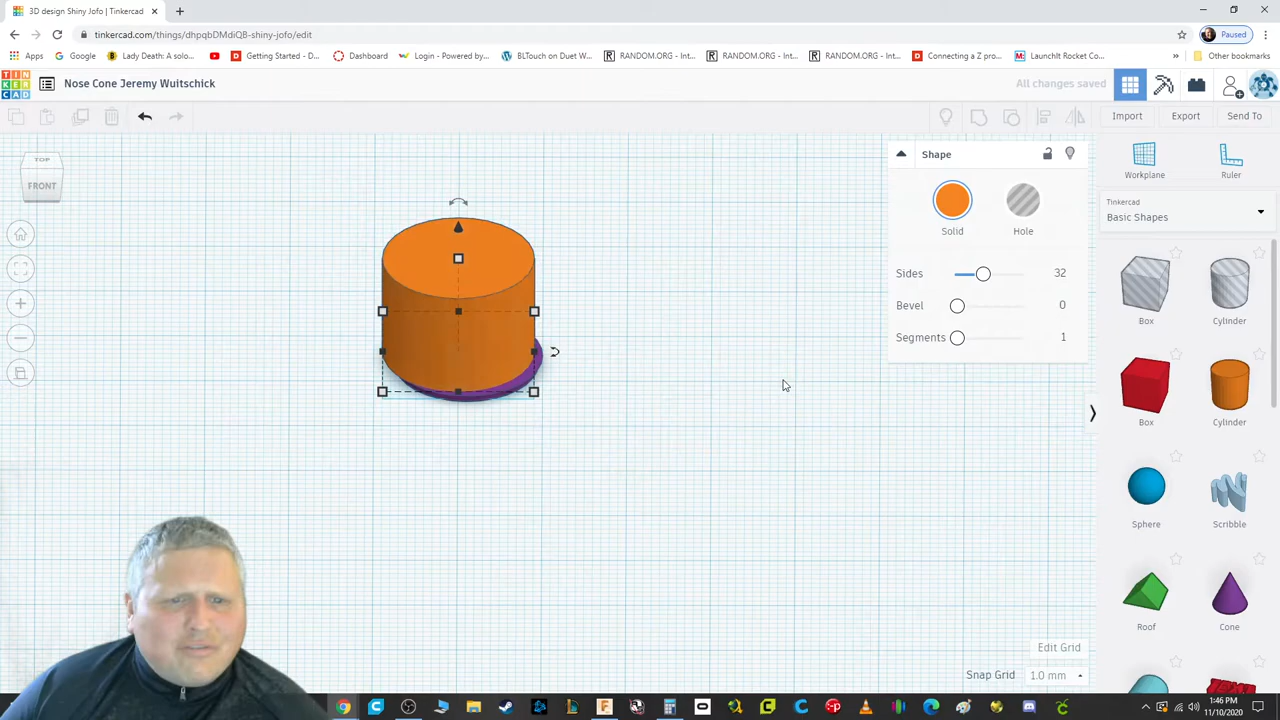 3D design Shiny Jofo | Tinkercad
tinkercad.com/things/dhpqbDMdiQB-shiny-jofo/edit
Paused
Apps
Google
Lady Death: A solo...
Getting Started - D...
Dashboard
Login - Powered by...
BLTouch on Duet W...
RANDOM.ORG - Int...
RANDOM.ORG - Int...
RANDOM.ORG - Int...
Connecting a Z pro...
LaunchIt Rocket Co...
Other bookmarks
TIN
KER
CAD
Nose Cone Jeremy Wuitschick
All changes saved
Import
Export
Send To
TOP
FRONT
Shape
Solid
Hole
Sides
32
Bevel
0
Segments
1
Workplane
Ruler
Tinkercad
Basic Shapes
Box
Cylinder
Box
Cylinder
Sphere
Scribble
Roof
Cone
Edit Grid
Snap Grid
1.0 mm
1:46 PM
11/10/2020